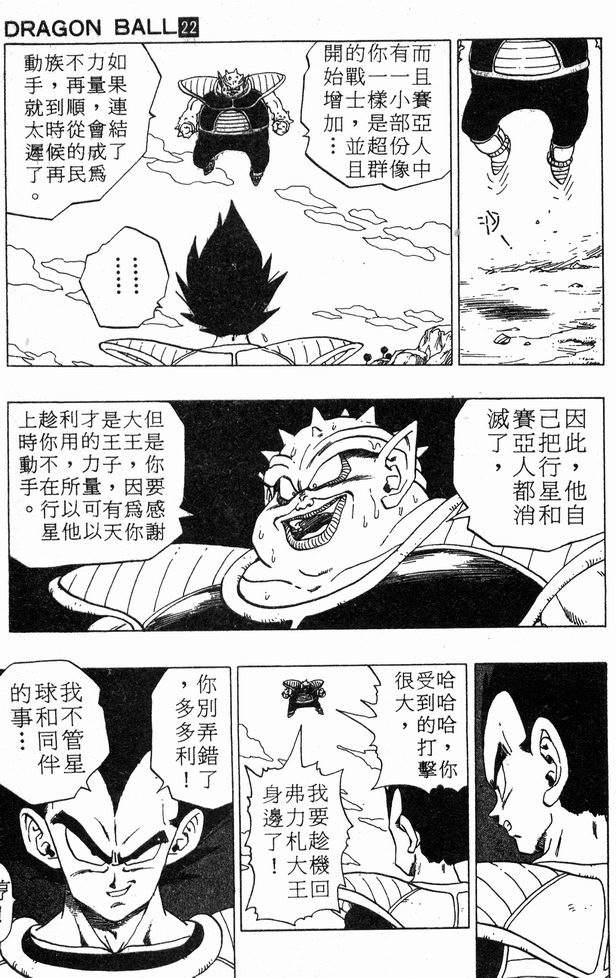 DRAGON BALL 22
沙
而且賽亞人中
有一小部份像
你一樣是超群
的戰士，並且
開始增加…
如果連結了
力量，會成爲
不再順從的民
族，到時候再
動手就太遲了。
……
因此，他自
己把行星和
賽亞人都消
滅了，
但是你要感謝
大王，因爲你
是王子，有天
才的力量可以
利用，所以他
趁你不在行星
上時動手。
哈哈哈，你
受到的打擊
很大，
我要趁機回
弗力札大王
身邊了！
你別弄錯了
，多多利！
我不管星
球和同伴
的事…